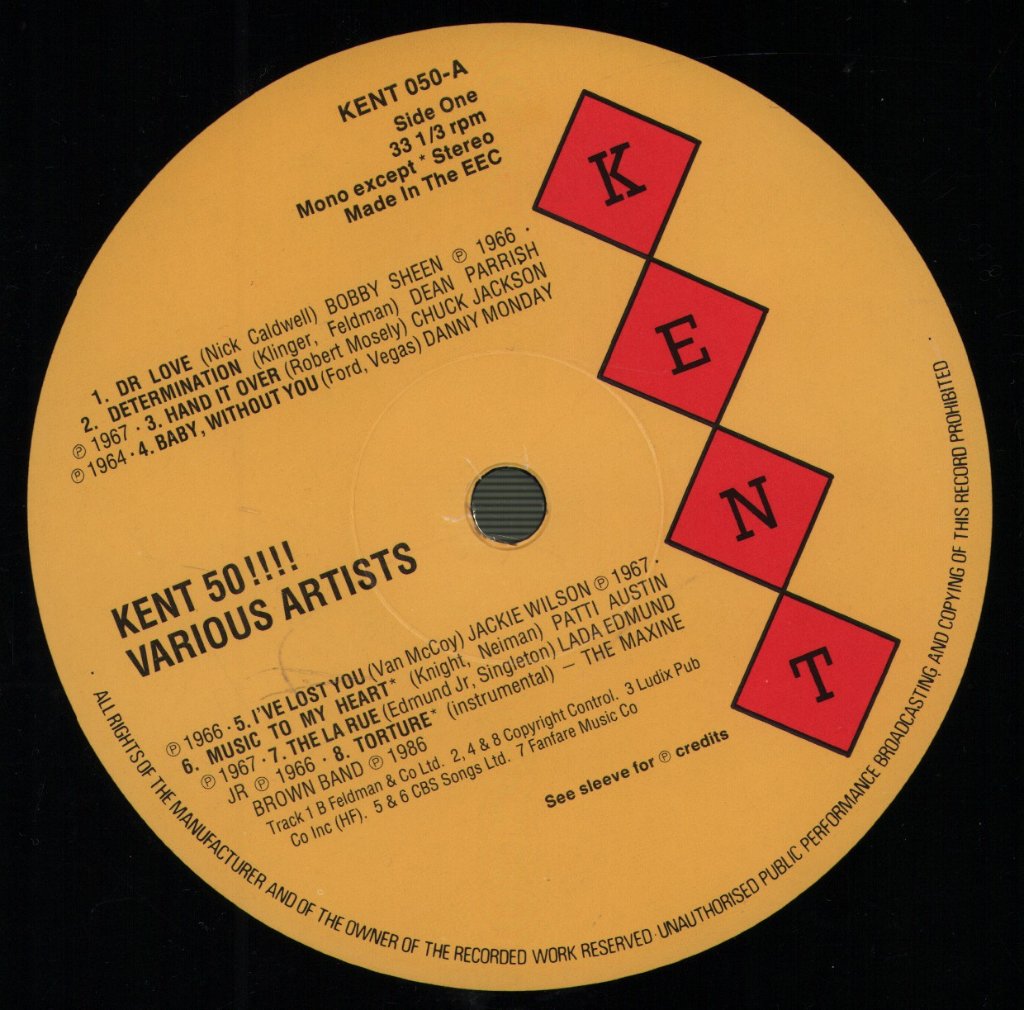 KENT 050-A
Side One
33 1/3 rpm
Mono except * Stereo
Made In The EEC
K
E
N
T
1. DR LOVE (Nick Caldwell) BOBBY SHEEN ℗ 1966 ·
2. DETERMINATION (Klinger, Feldman) DEAN PARRISH
℗ 1967 · 3. HAND IT OVER (Robert Mosely) CHUCK JACKSON
℗ 1964 · 4. BABY, WITHOUT YOU (Ford, Vegas) DANNY MONDAY
KENT 50!!!!
VARIOUS ARTISTS
℗ 1966 · 5. I'VE LOST YOU (Van McCoy) JACKIE WILSON ℗ 1967 ·
6. MUSIC TO MY HEART* (Knight, Neiman) PATTI AUSTIN
℗ 1967 · 7. THE LA RUE (Edmund Jr, Singleton) LADA EDMUND
JR ℗ 1966 · 8. TORTURE* (instrumental) — THE MAXINE
BROWN BAND ℗ 1986
Track 1 B Feldman & Co Ltd. 2, 4 & 8 Copyright Control. 3 Ludix Pub
Co Inc (HF). 5 & 6 CBS Songs Ltd. 7 Fanfare Music Co
See sleeve for ℗ credits
ALL RIGHTS OF THE MANUFACTURER AND OF THE OWNER OF THE RECORDED WORK RESERVED · UNAUTHORISED PUBLIC PERFORMANCE BROADCASTING AND COPYING OF THIS RECORD PROHIBITED